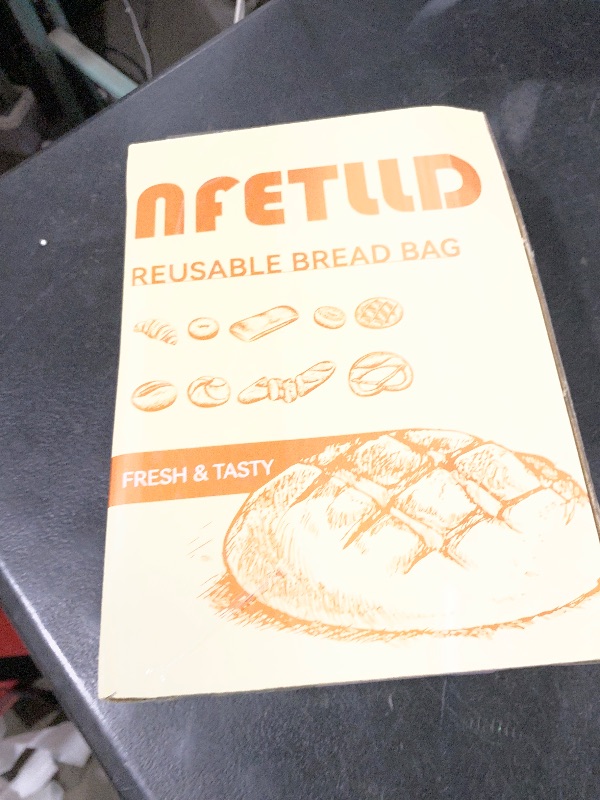 NFETLLD
REUSABLE BREAD BAG
FRESH & TASTY